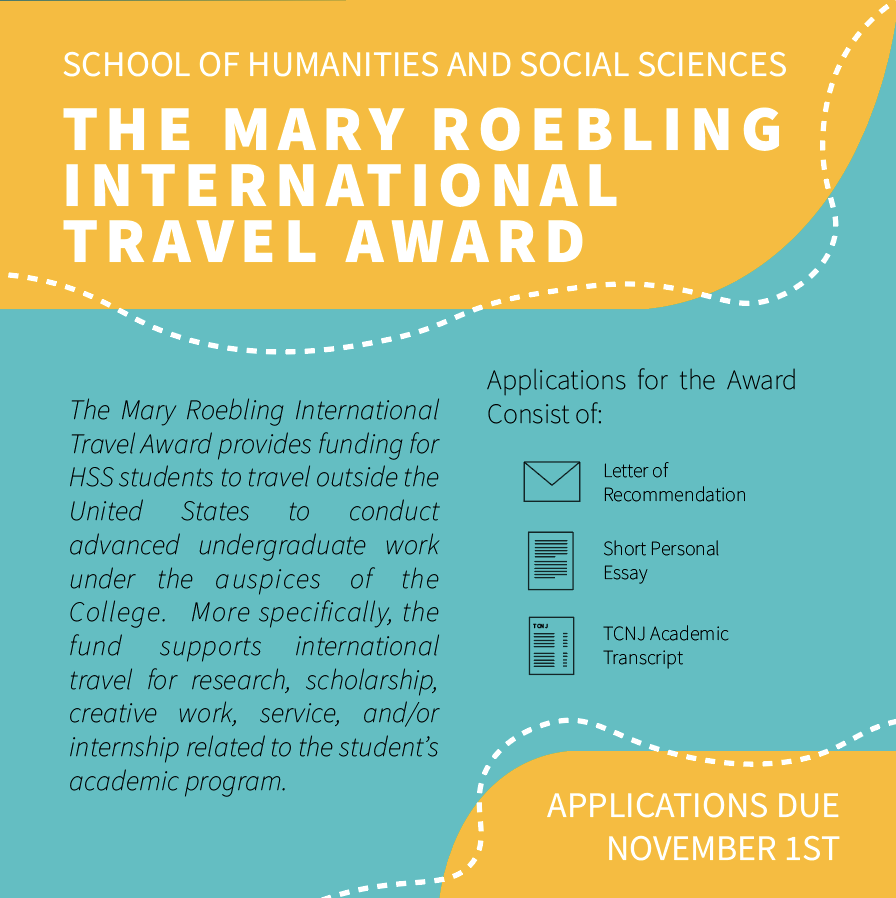 SCHOOL OF HUMANITIES AND SOCIAL SCIENCES
THE MARY ROEBLING
INTERNATIONAL
TRAVEL AWARD
The Mary Roebling International
Travel Award provides funding for
HSS students to travel outside the
United States to conduct
advanced undergraduate work
under the auspices of the
College. More specifically, the
fund supports international
travel for research, scholarship,
creative work, service, and/or
internship related to the student's
academic program.
Applications for the Award
Consist of:
Letter of
Recommendation
Short Personal
Essay
TCNJ
TCNJ Academic
Transcript
APPLICATIONS DUE
NOVEMBER 1ST